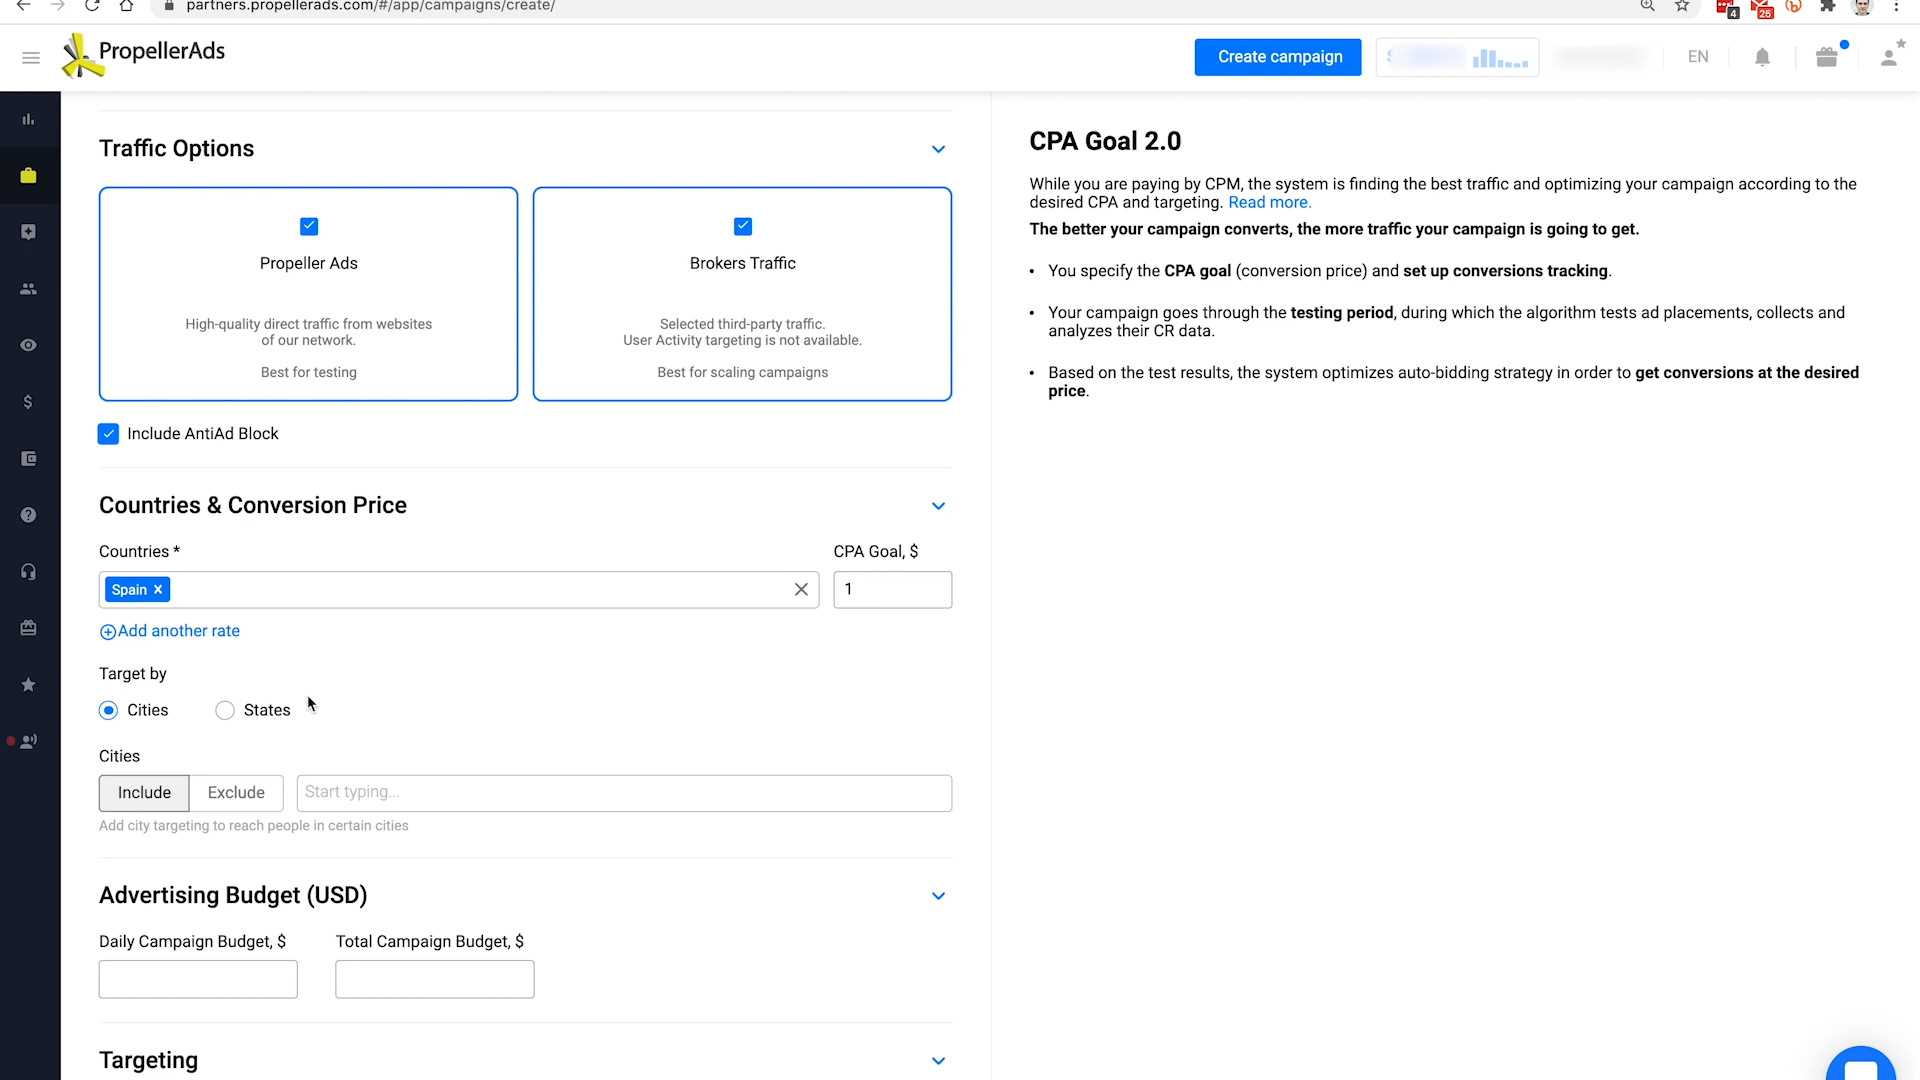 partners.propellerads.com/#/app/campaigns/create/
4
25
PropellerAds
Create campaign
EN
Traffic Options
Propeller Ads
High-quality direct traffic from websites
of our network.
Best for testing
Brokers Traffic
Selected third-party traffic.
User Activity targeting is not available.
Best for scaling campaigns
Include AntiAd Block
Countries & Conversion Price
Countries *
CPA Goal, $
Spain
1
Add another rate
Target by
Cities
States
Cities
Include
Exclude
Start typing...
Add city targeting to reach people in certain cities
Advertising Budget (USD)
Daily Campaign Budget, $
Total Campaign Budget, $
Targeting
CPA Goal 2.0
While you are paying by CPM, the system is finding the best traffic and optimizing your campaign according to the
desired CPA and targeting. Read more.
The better your campaign converts, the more traffic your campaign is going to get.
• You specify the CPA goal (conversion price) and set up conversions tracking.
• Your campaign goes through the testing period, during which the algorithm tests ad placements, collects and
analyzes their CR data.
• Based on the test results, the system optimizes auto-bidding strategy in order to get conversions at the desired
price.